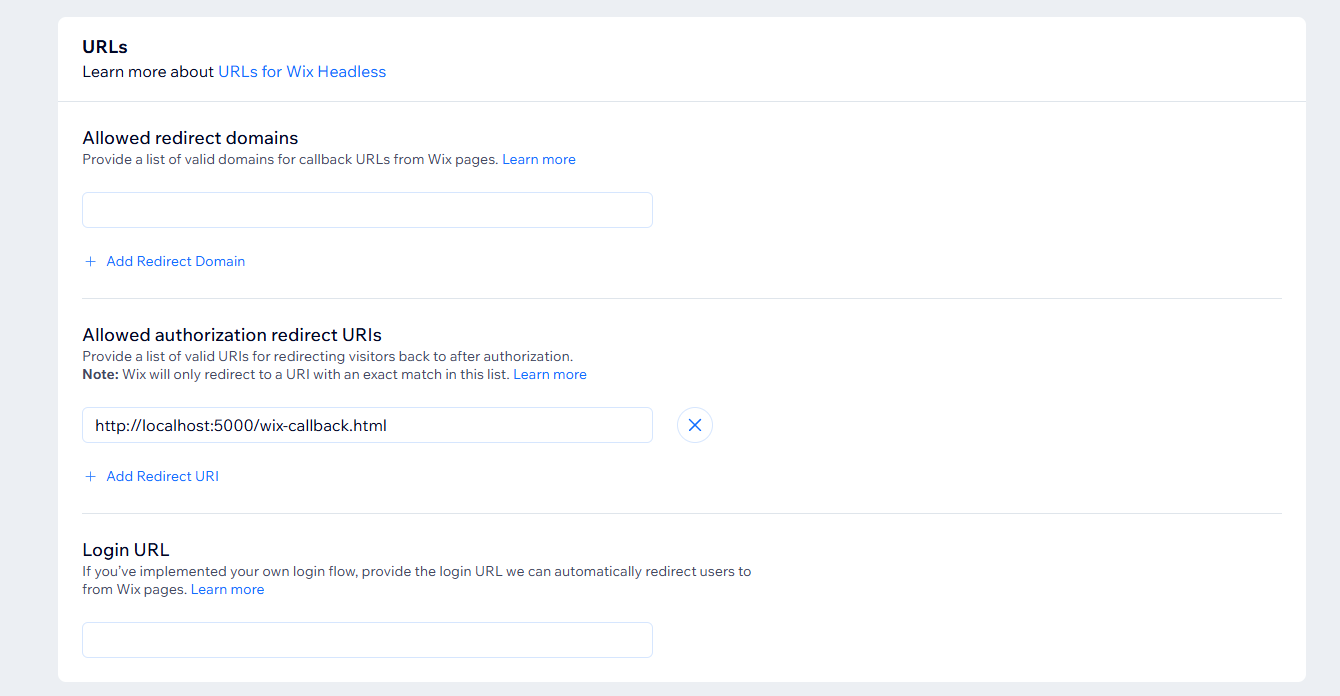 URLs
Learn more about URLs for Wix Headless
Allowed redirect domains
Provide a list of valid domains for callback URLs from Wix pages. Learn more
+ Add Redirect Domain
Allowed authorization redirect URIs
Provide a list of valid URIs for redirecting visitors back to after authorization.
Note: Wix will only redirect to a URI with an exact match in this list. Learn more
http://localhost:5000/wix-callback.html
+ Add Redirect URI
Login URL
If you’ve implemented your own login flow, provide the login URL we can automatically redirect users to
from Wix pages. Learn more